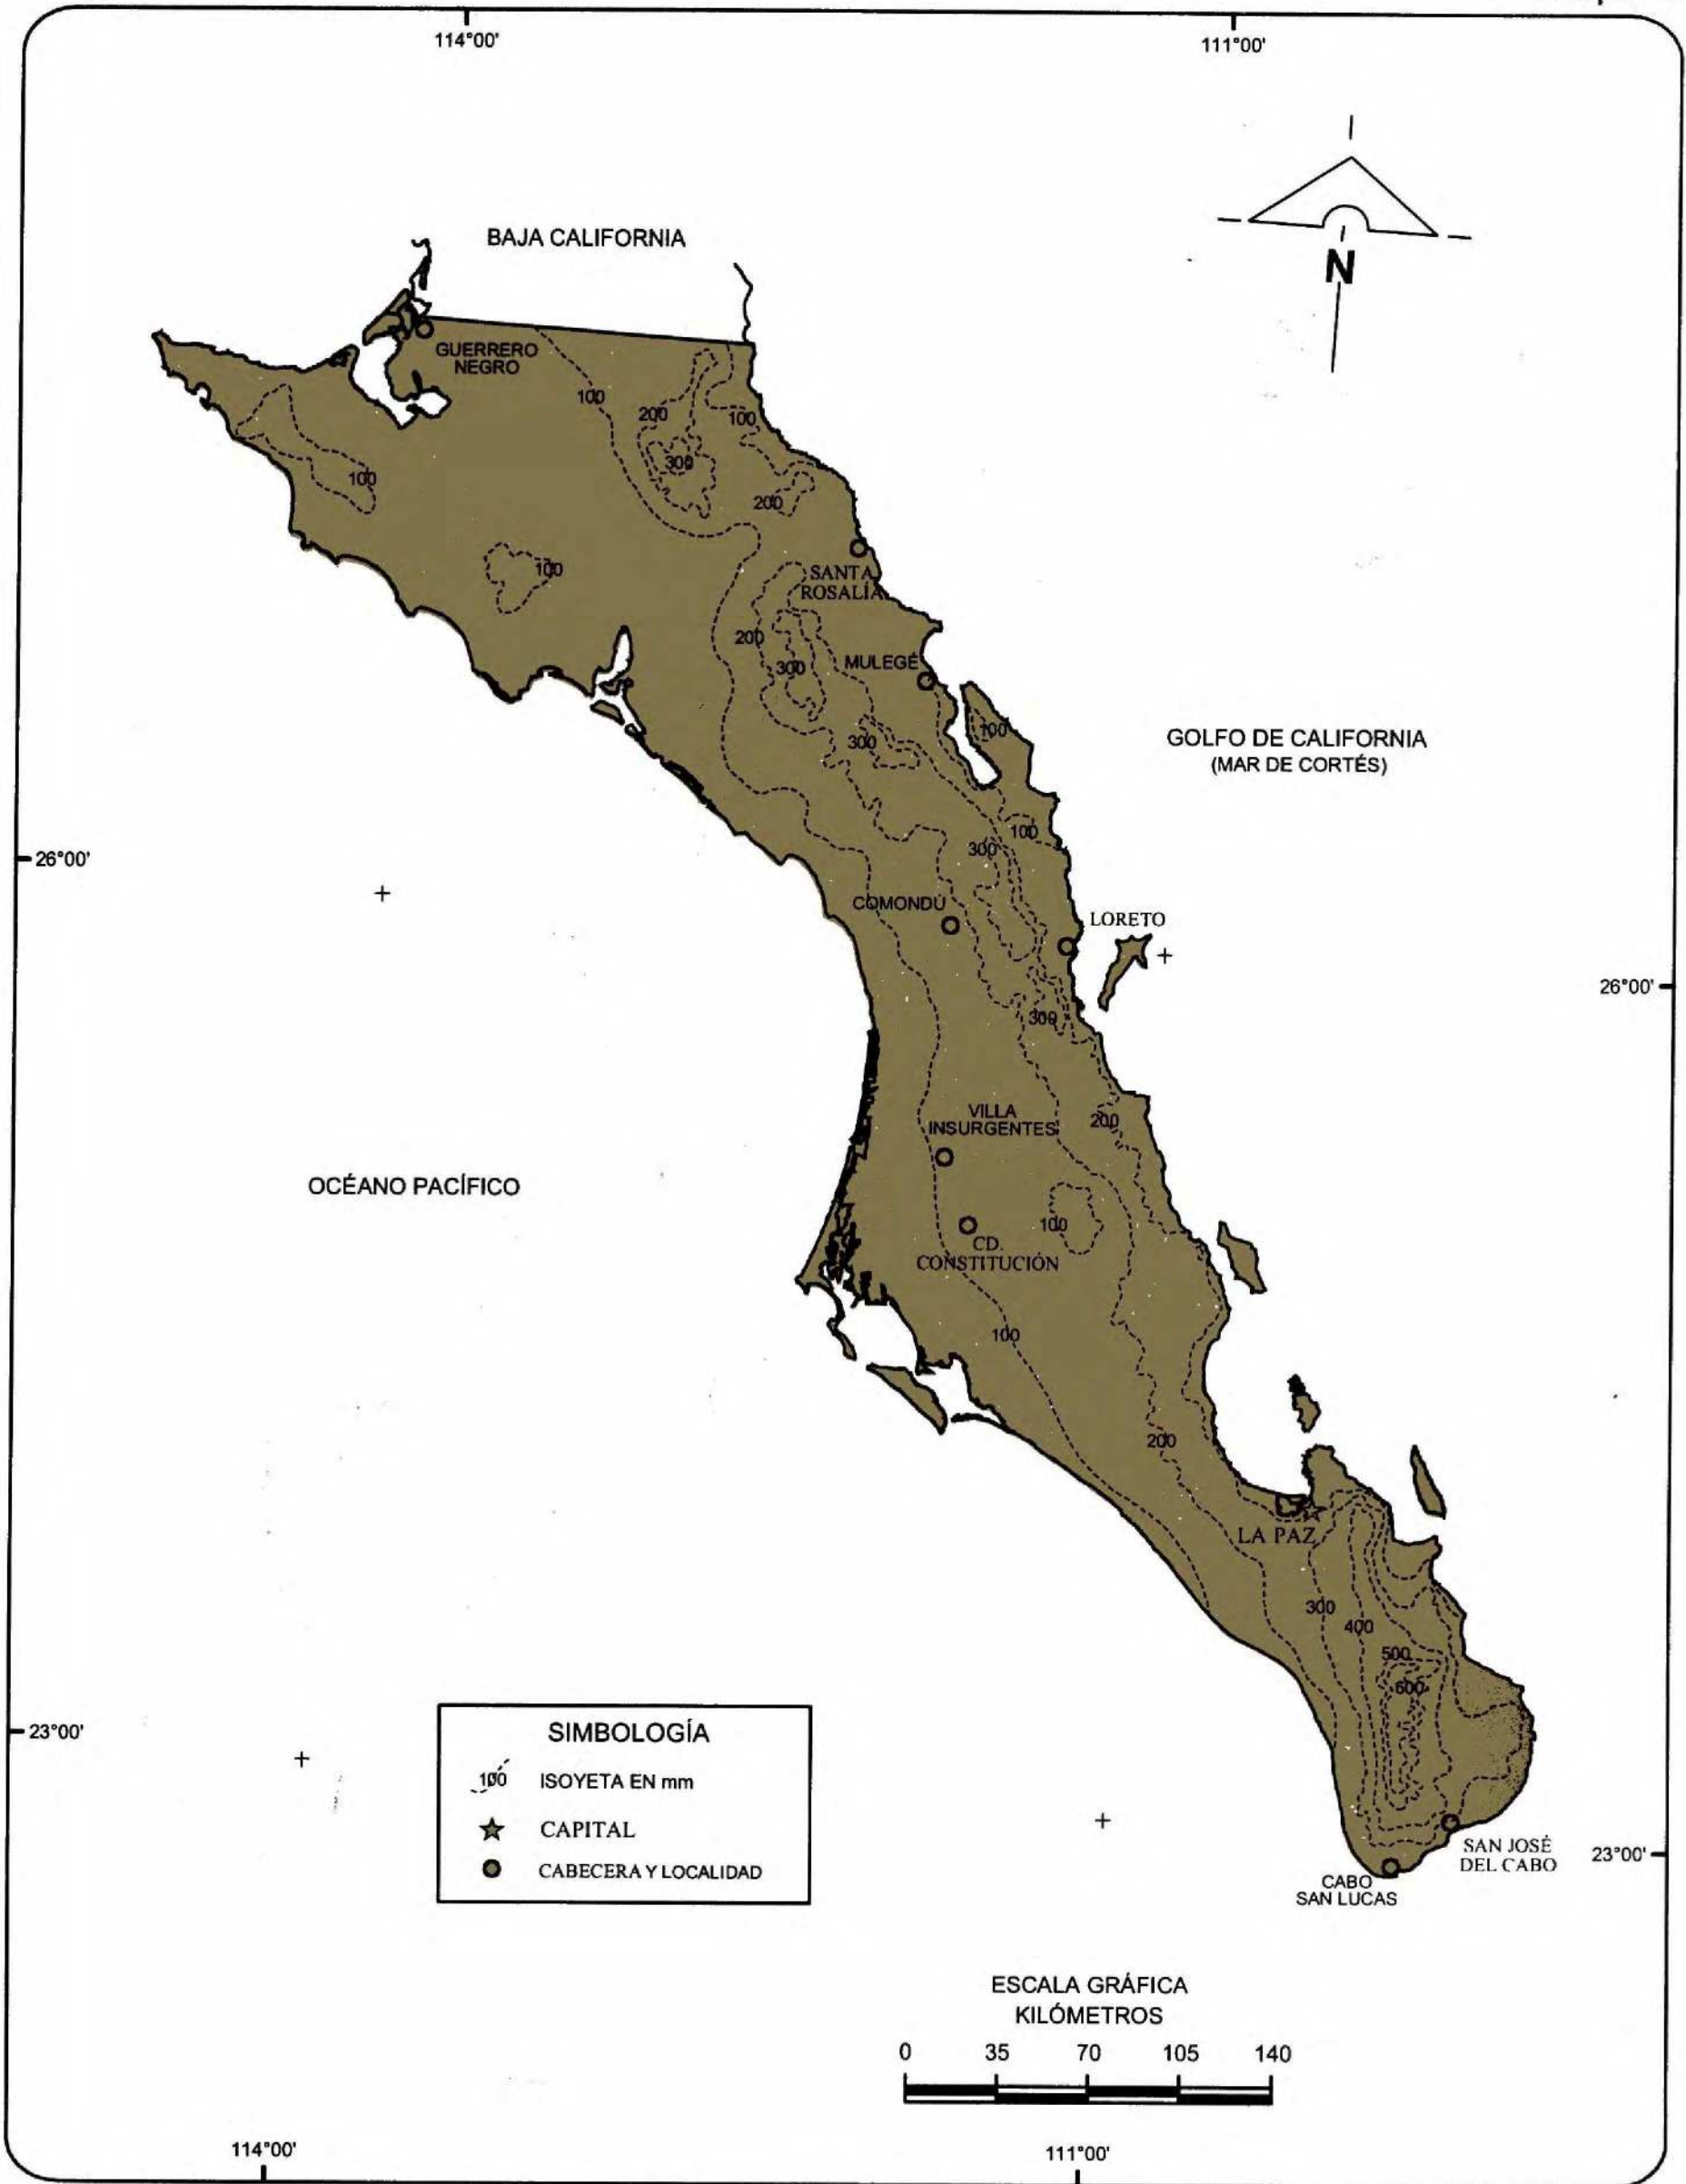 114°00'
111°00'
BAJA CALIFORNIA
N
GUERRERO
NEGRO
100
200
100
300
100
200
100
SANTA
ROSALÍA
200
MULEGÉ
300
100
300
GOLFO DE CALIFORNIA
(MAR DE CORTÉS)
100
300
26°00'
COMONDÚ
LORETO
26°00'
300
VILLA
INSURGENTES
200
OCÉANO PACÍFICO
100
CD.
CONSTITUCIÓN
100
200
LA PAZ
300
400
500
600
23°00'
SIMBOLOGÍA
100 ISOYETA EN mm
CAPITAL
CABECERA Y LOCALIDAD
SAN JOSÉ
DEL CABO
23°00'
CABO
SAN LUCAS
ESCALA GRÁFICA
KILÓMETROS
0 35 70 105 140
114°00'
111°00'